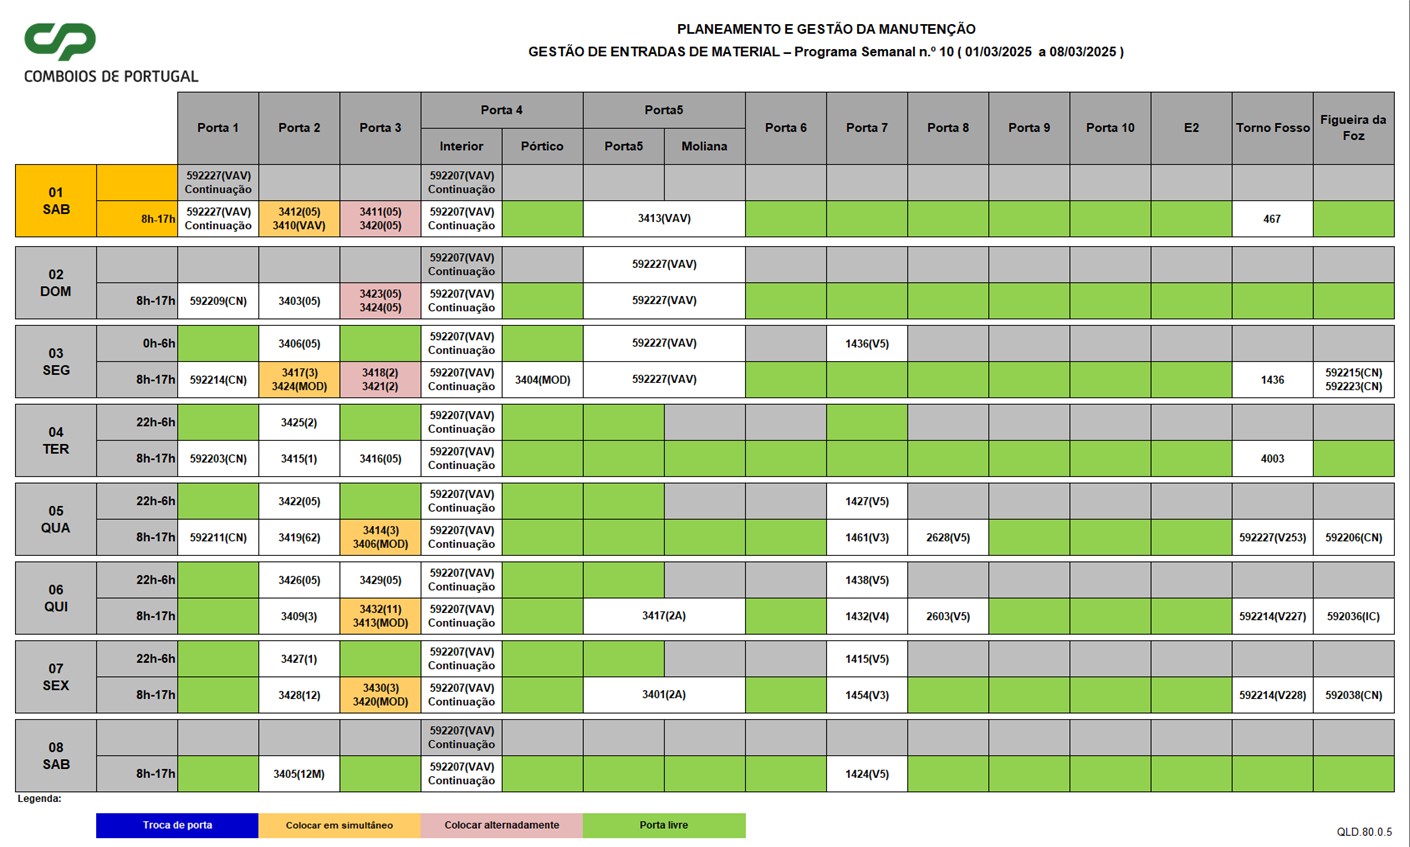 PLANEAMENTO E GESTÃO DA MANUTENÇÃO
GESTÃO DE ENTRADAS DE MATERIAL – Programa Semanal n.º 10 ( 01/03/2025 a 08/03/2025 )
CP
COMBOIOS DE PORTUGAL
Porta 1 Porta 2 Porta 3 Porta 4 Porta5 Porta 6 Porta 7 Porta 8 Porta 9 Porta 10 E2 Torno Fosso Figueira da Foz
Interior Pórtico Porta5 Moliana
01 SAB
592227(VAV) Continuação 592207(VAV) Continuação
8h-17h 592227(VAV) Continuação 3412(05) 3410(VAV) 3411(05) 3420(05) 592207(VAV) Continuação 3413(VAV) 467
02 DOM
592207(VAV) Continuação 592227(VAV)
8h-17h 592209(CN) 3403(05) 3423(05) 3424(05) 592207(VAV) Continuação 592227(VAV)
03 SEG
0h-6h 3406(05) 592207(VAV) Continuação 592227(VAV) 1436(V5)
8h-17h 592214(CN) 3417(3) 3424(MOD) 3418(2) 3421(2) 592207(VAV) Continuação 3404(MOD) 592227(VAV) 1436 592215(CN) 592223(CN)
04 TER
22h-6h 3425(2) 592207(VAV) Continuação
8h-17h 592203(CN) 3415(1) 3416(05) 592207(VAV) Continuação 4003
05 QUA
22h-6h 3422(05) 592207(VAV) Continuação 1427(V5)
8h-17h 592211(CN) 3419(62) 3414(3) 3406(MOD) 592207(VAV) Continuação 1461(V3) 2628(V5) 592227(V253) 592206(CN)
06 QUI
22h-6h 3426(05) 3429(05) 592207(VAV) Continuação 1438(V5)
8h-17h 3409(3) 3432(11) 3413(MOD) 592207(VAV) Continuação 3417(2A) 1432(V4) 2603(V5) 592214(V227) 592036(IC)
07 SEX
22h-6h 3427(1) 592207(VAV) Continuação 1415(V5)
8h-17h 3428(12) 3430(3) 3420(MOD) 592207(VAV) Continuação 3401(2A) 1454(V3) 592214(V228) 592038(CN)
08 SAB
592207(VAV) Continuação
8h-17h 3405(12M) 592207(VAV) Continuação 1424(V5)
Legenda:
Troca de porta Colocar em simultáneo Colocar alternadamente Porta livre
QLD.80.0.5